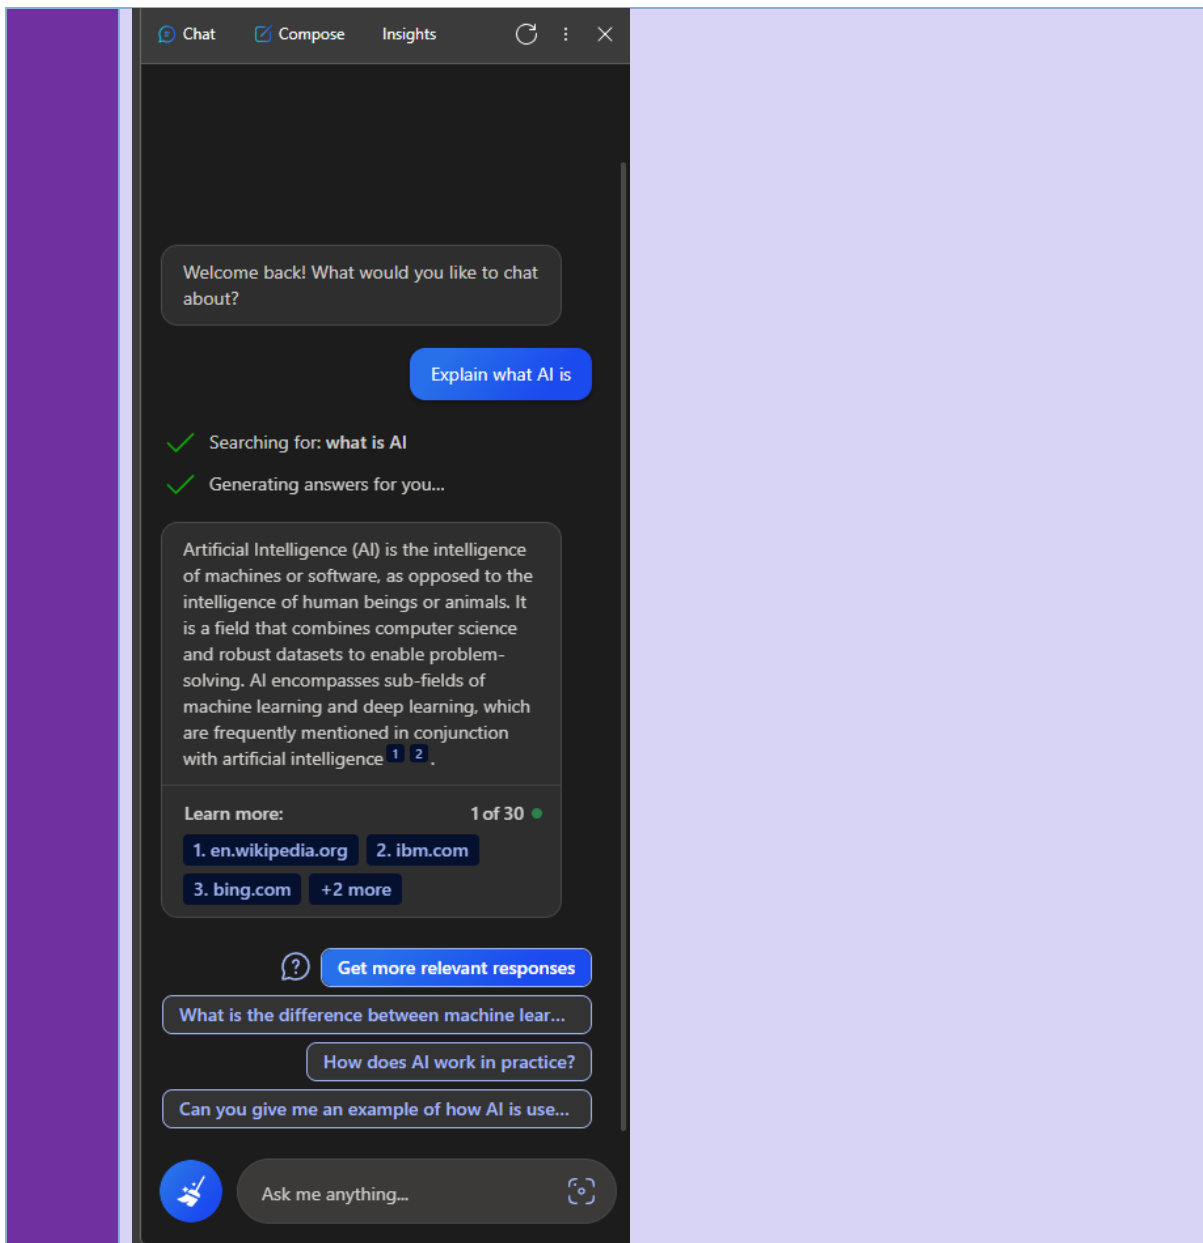 Chat Compose Insights
Welcome back! What would you like to chat
about?
Explain what AI is
Searching for: what is AI
Generating answers for you...
Artificial Intelligence (AI) is the intelligence
of machines or software, as opposed to the
intelligence of human beings or animals. It
is a field that combines computer science
and robust datasets to enable problem-
solving. AI encompasses sub-fields of
machine learning and deep learning, which
are frequently mentioned in conjunction
with artificial intelligence 1 2 .
Learn more: 1 of 30
1. en.wikipedia.org 2. ibm.com
3. bing.com +2 more
Get more relevant responses
What is the difference between machine lear...
How does AI work in practice?
Can you give me an example of how AI is use...
Ask me anything...